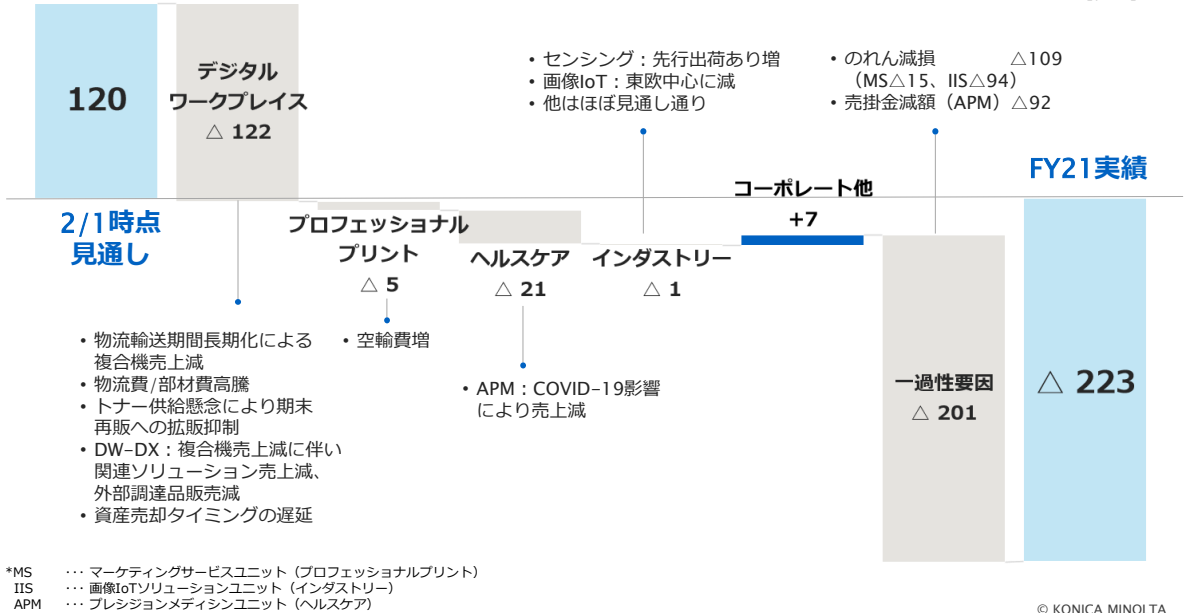 120
デジタル
ワークプレイス
△ 122
2/1時点
見通し
• 物流輸送期間長期化による
複合機売上減
• 物流費/部材費高騰
• トナー供給懸念により期末
再販への拡販抑制
• DW-DX：複合機売上減に伴い
関連ソリューション売上減、
外部調達品販売減
• 資産売却タイミングの遅延
プロフェッショナル
プリント
△ 5
• 空輸費増
ヘルスケア
△ 21
• APM：COVID-19影響
により売上減
• センシング：先行出荷あり増
• 画像IoT：東欧中心に減
• 他はほぼ見通し通り
インダストリー
△ 1
コーポレート他
+7
• のれん減損 △109
（MS△15、IIS△94）
• 売掛金減額（APM）△92
一過性要因
△ 201
FY21実績
△ 223
*MS ･･･ マーケティングサービスユニット（プロフェッショナルプリント）
IIS ･･･ 画像IoTソリューションユニット（インダストリー）
APM ･･･ プレシジョンメディシンユニット（ヘルスケア）
© KONICA MINOLTA